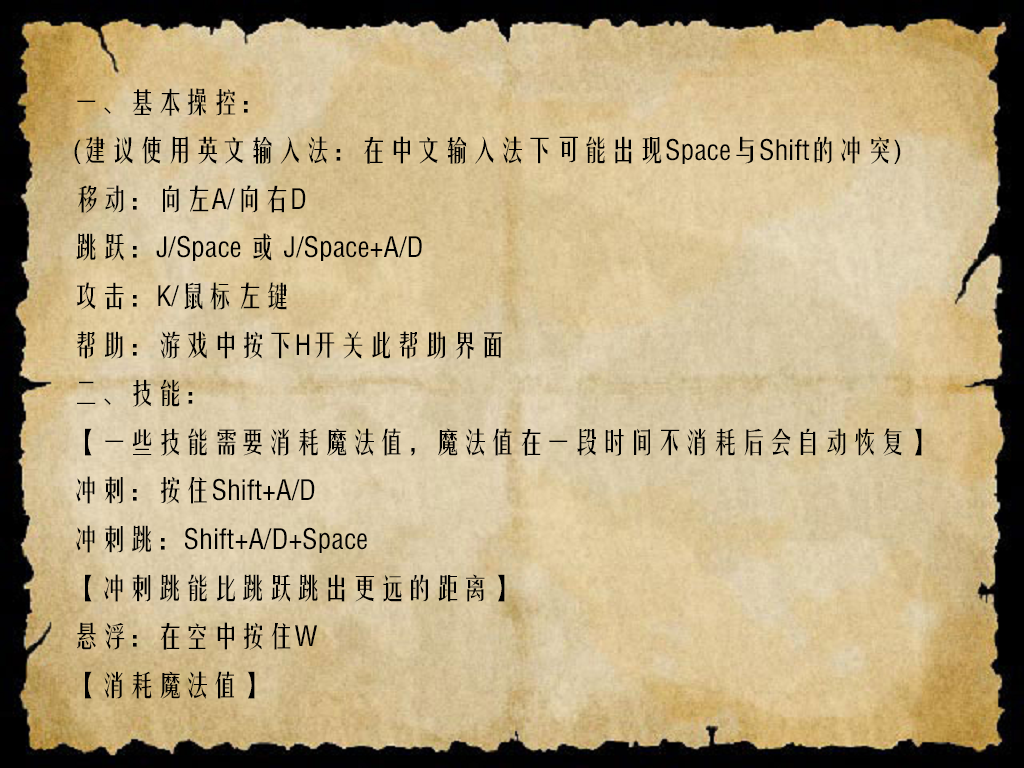 一、基本操控：
(建议使用英文输入法：在中文输入法下可能出现Space与Shift的冲突)
移动：向左A/向右D
跳跃：J/Space 或 J/Space+A/D
攻击：K/鼠标左键
帮助：游戏中按下H开关此帮助界面
二、技能：
【一些技能需要消耗魔法值，魔法值在一段时间不消耗后会自动恢复】
冲刺：按住Shift+A/D
冲刺跳：Shift+A/D+Space
【冲刺跳能比跳跃跳出更远的距离】
悬浮：在空中按住W
【消耗魔法值】